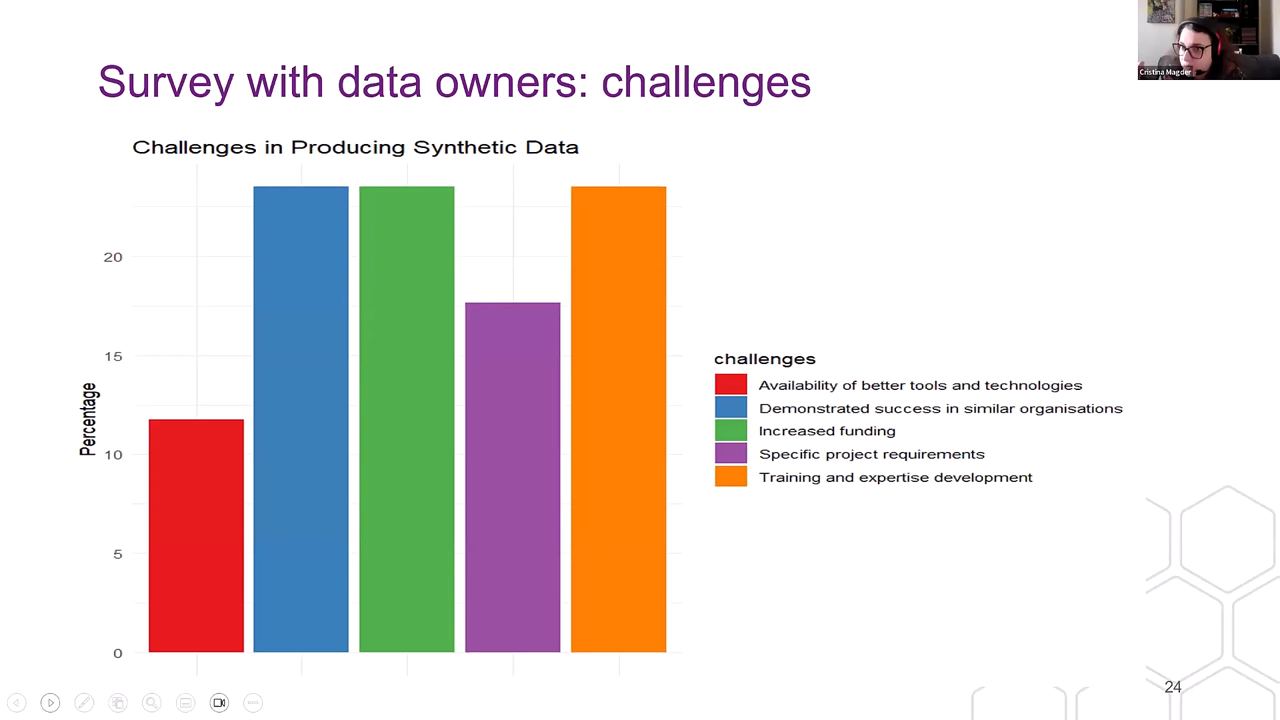 Cristina Magder
Survey with data owners: challenges
Challenges in Producing Synthetic Data
Percentage
20
15
10
5
0
challenges
Availability of better tools and technologies
Demonstrated success in similar organisations
Increased funding
Specific project requirements
Training and expertise development
24